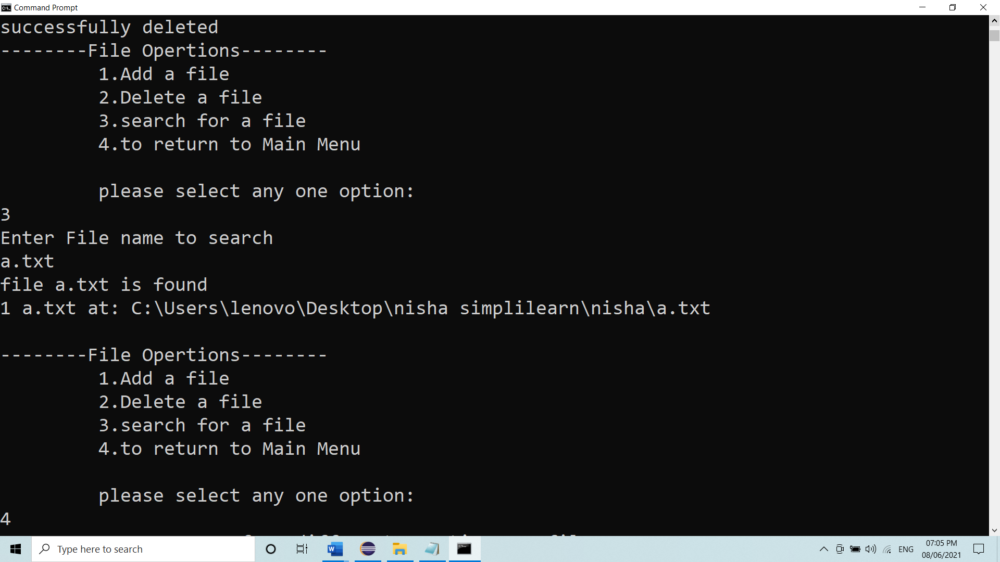 Command Prompt
successfully deleted
--------File Opertions--------
1.Add a file
2.Delete a file
3.search for a file
4.to return to Main Menu
please select any one option:
3
Enter File name to search
a.txt
file a.txt is found
1 a.txt at: C:\Users\lenovo\Desktop\nisha simplilearn\nisha\a.txt
--------File Opertions--------
1.Add a file
2.Delete a file
3.search for a file
4.to return to Main Menu
please select any one option:
4
Type here to search
ENG
07:05 PM
08/06/2021